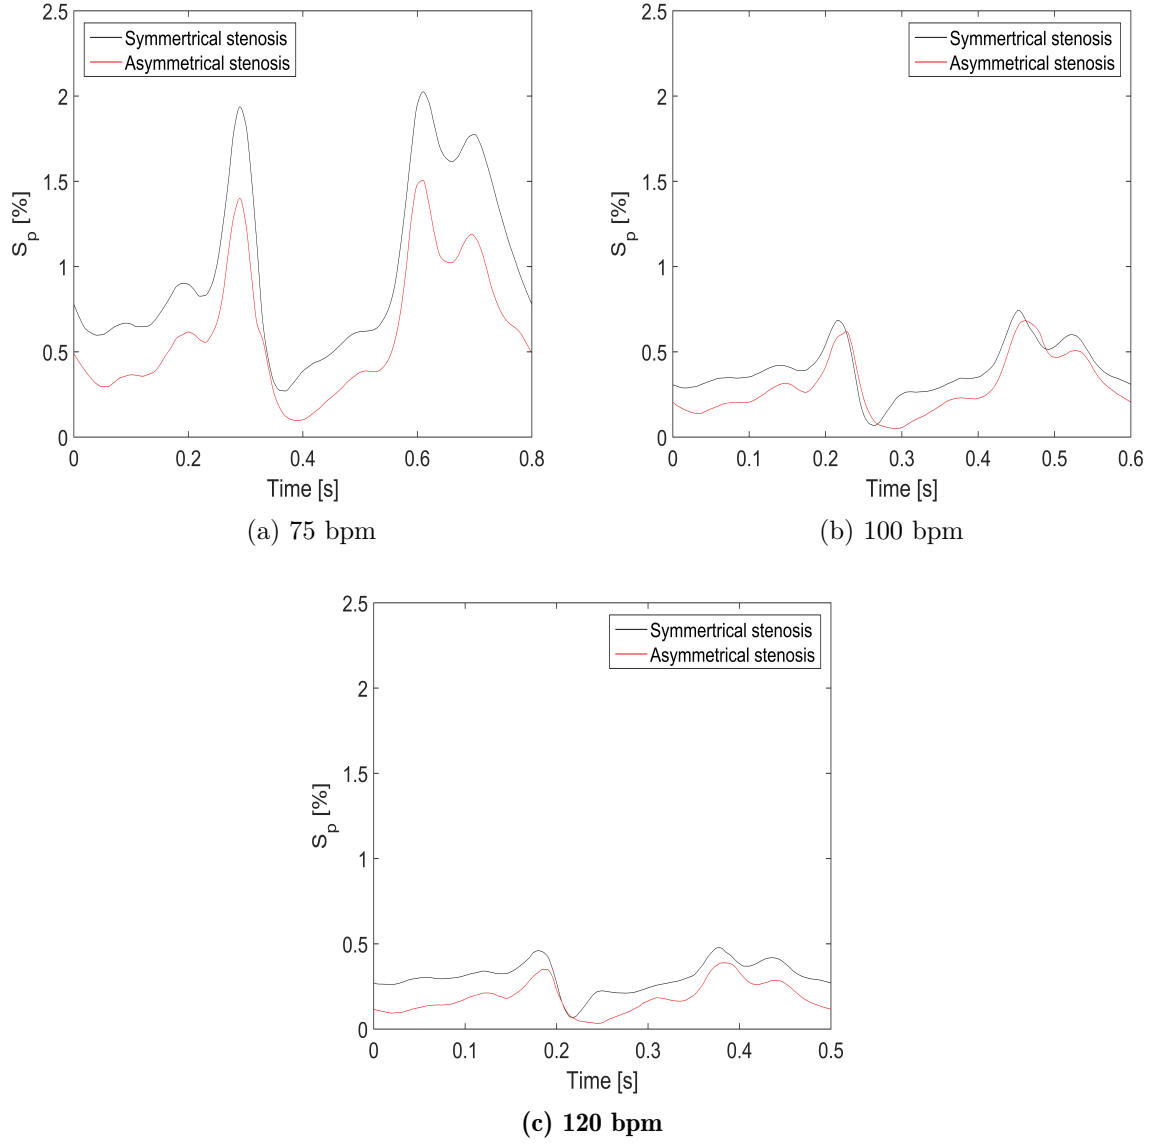 2.5
2
1.5
1
0.5
0
S_p [%]
Symmertrical stenosis
Asymmetrical stenosis
0 0.2 0.4 0.6 0.8
Time [s]
(a) 75 bpm
2.5
2
1.5
1
0.5
0
S_p [%]
Symmertrical stenosis
Asymmetrical stenosis
0 0.1 0.2 0.3 0.4 0.5 0.6
Time [s]
(b) 100 bpm
2.5
2
1.5
1
0.5
0
S_p [%]
Symmertrical stenosis
Asymmetrical stenosis
0 0.1 0.2 0.3 0.4 0.5
Time [s]
(c) 120 bpm